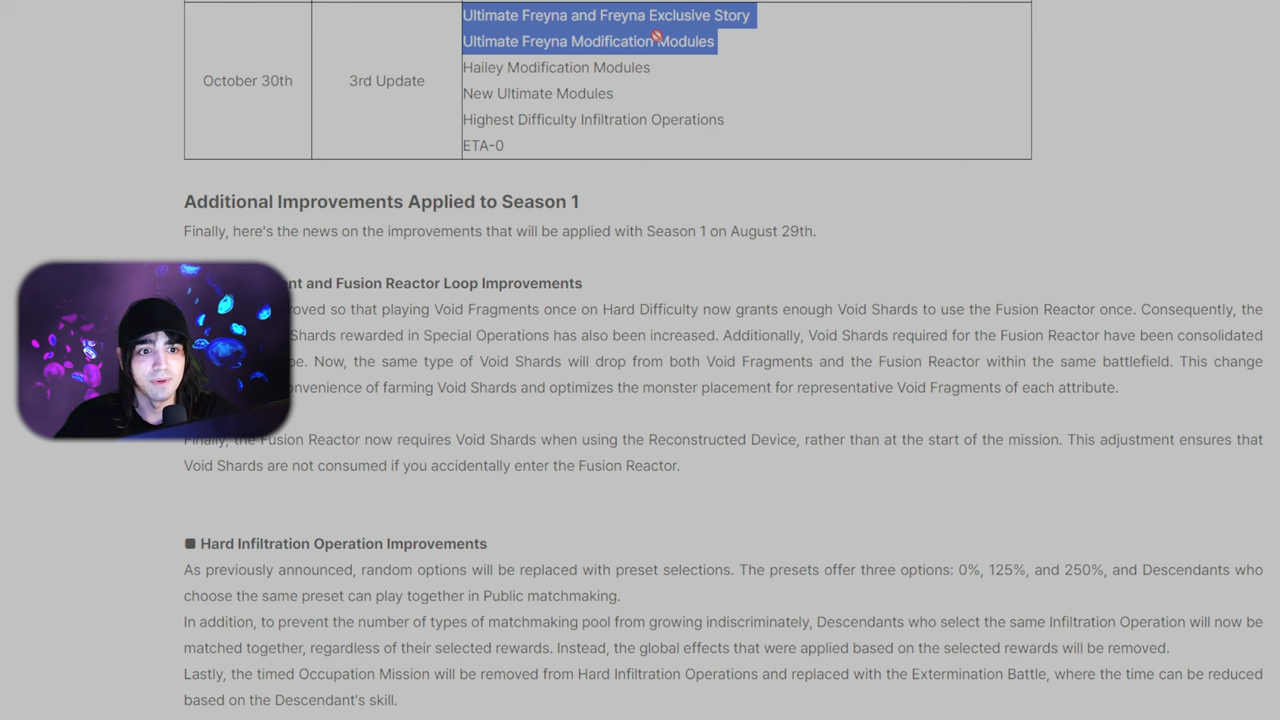 Ultimate Freyna and Freyna Exclusive Story
Ultimate Freyna Modification Modules
October 30th
3rd Update
Hailey Modification Modules
New Ultimate Modules
Highest Difficulty Infiltration Operations
ETA-0
Additional Improvements Applied to Season 1
Finally, here's the news on the improvements that will be applied with Season 1 on August 29th.
and Fusion Reactor Loop Improvements
so that playing Void Fragments once on Hard Difficulty now grants enough Void Shards to use the Fusion Reactor once. Consequently, the
Shards rewarded in Special Operations has also been increased. Additionally, Void Shards required for the Fusion Reactor have been consolidated
Now, the same type of Void Shards will drop from both Void Fragments and the Fusion Reactor within the same battlefield. This change
of farming Void Shards and optimizes the monster placement for representative Void Fragments of each attribute.
Finally, the Fusion Reactor now requires Void Shards when using the Reconstructed Device, rather than at the start of the mission. This adjustment ensures that
Void Shards are not consumed if you accidentally enter the Fusion Reactor.
■ Hard Infiltration Operation Improvements
As previously announced, random options will be replaced with preset selections. The presets offer three options: 0%, 125%, and 250%, and Descendants who
choose the same preset can play together in Public matchmaking.
In addition, to prevent the number of types of matchmaking pool from growing indiscriminately, Descendants who select the same Infiltration Operation will now be
matched together, regardless of their selected rewards. Instead, the global effects that were applied based on the selected rewards will be removed.
Lastly, the timed Occupation Mission will be removed from Hard Infiltration Operations and replaced with the Extermination Battle, where the time can be reduced
based on the Descendant's skill.